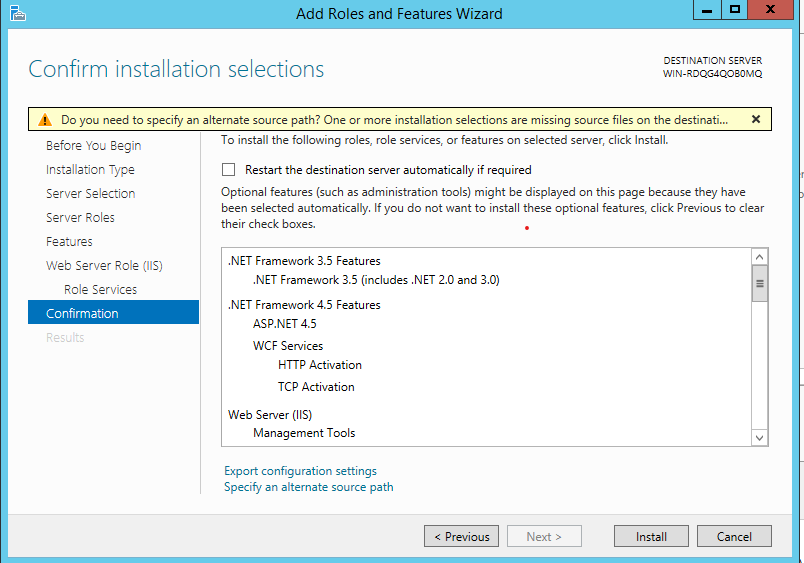 Add Roles and Features Wizard
Confirm installation selections
DESTINATION SERVER
WIN-RDQG4QOB0MQ
Do you need to specify an alternate source path? One or more installation selections are missing source files on the destinati...
Before You Begin
Installation Type
Server Selection
Server Roles
Features
Web Server Role (IIS)
Role Services
Confirmation
Results
To install the following roles, role services, or features on selected server, click Install.
Restart the destination server automatically if required
Optional features (such as administration tools) might be displayed on this page because they have
been selected automatically. If you do not want to install these optional features, click Previous to clear
their check boxes.
.NET Framework 3.5 Features
.NET Framework 3.5 (includes .NET 2.0 and 3.0)
.NET Framework 4.5 Features
ASP.NET 4.5
WCF Services
HTTP Activation
TCP Activation
Web Server (IIS)
Management Tools
Export configuration settings
Specify an alternate source path
< Previous
Next >
Install
Cancel